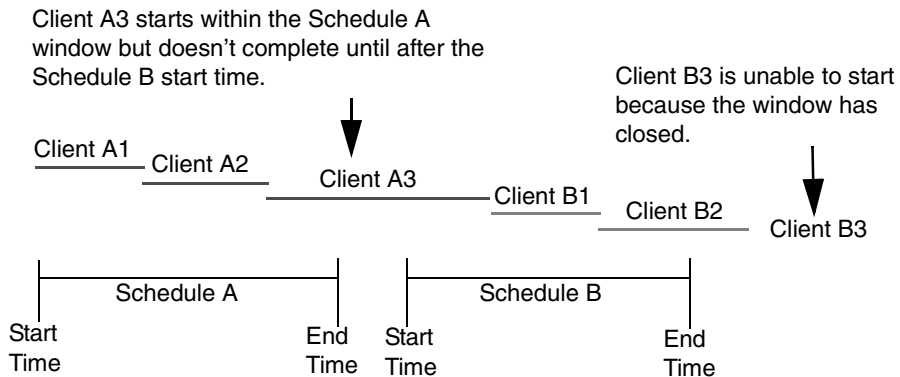 Client A3 starts within the Schedule A
window but doesn’t complete until after the
Schedule B start time.
Client B3 is unable to start
because the window has
closed.
Client A1
Client A2
Client A3
Client B1
Client B2
Client B3
Schedule A
Schedule B
Start
Time
End
Time
Start
Time
End
Time